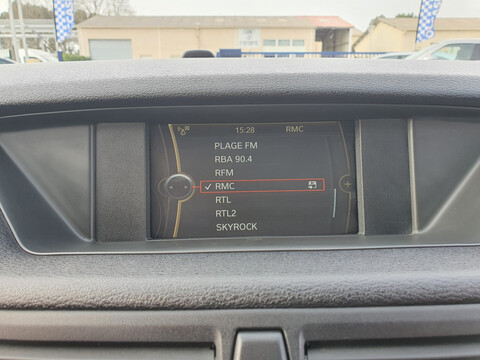 15:28 RMC
PLAGE FM
RBA 90.4
RFM
RMC
RTL
RTL2
SKYROCK